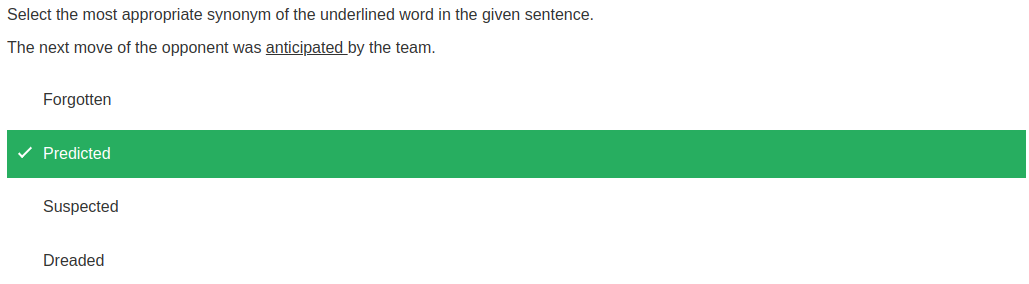 Select the most appropriate synonym of the underlined word in the given sentence.
The next move of the opponent was anticipated by the team.
Forgotten
Predicted
Suspected
Dreaded